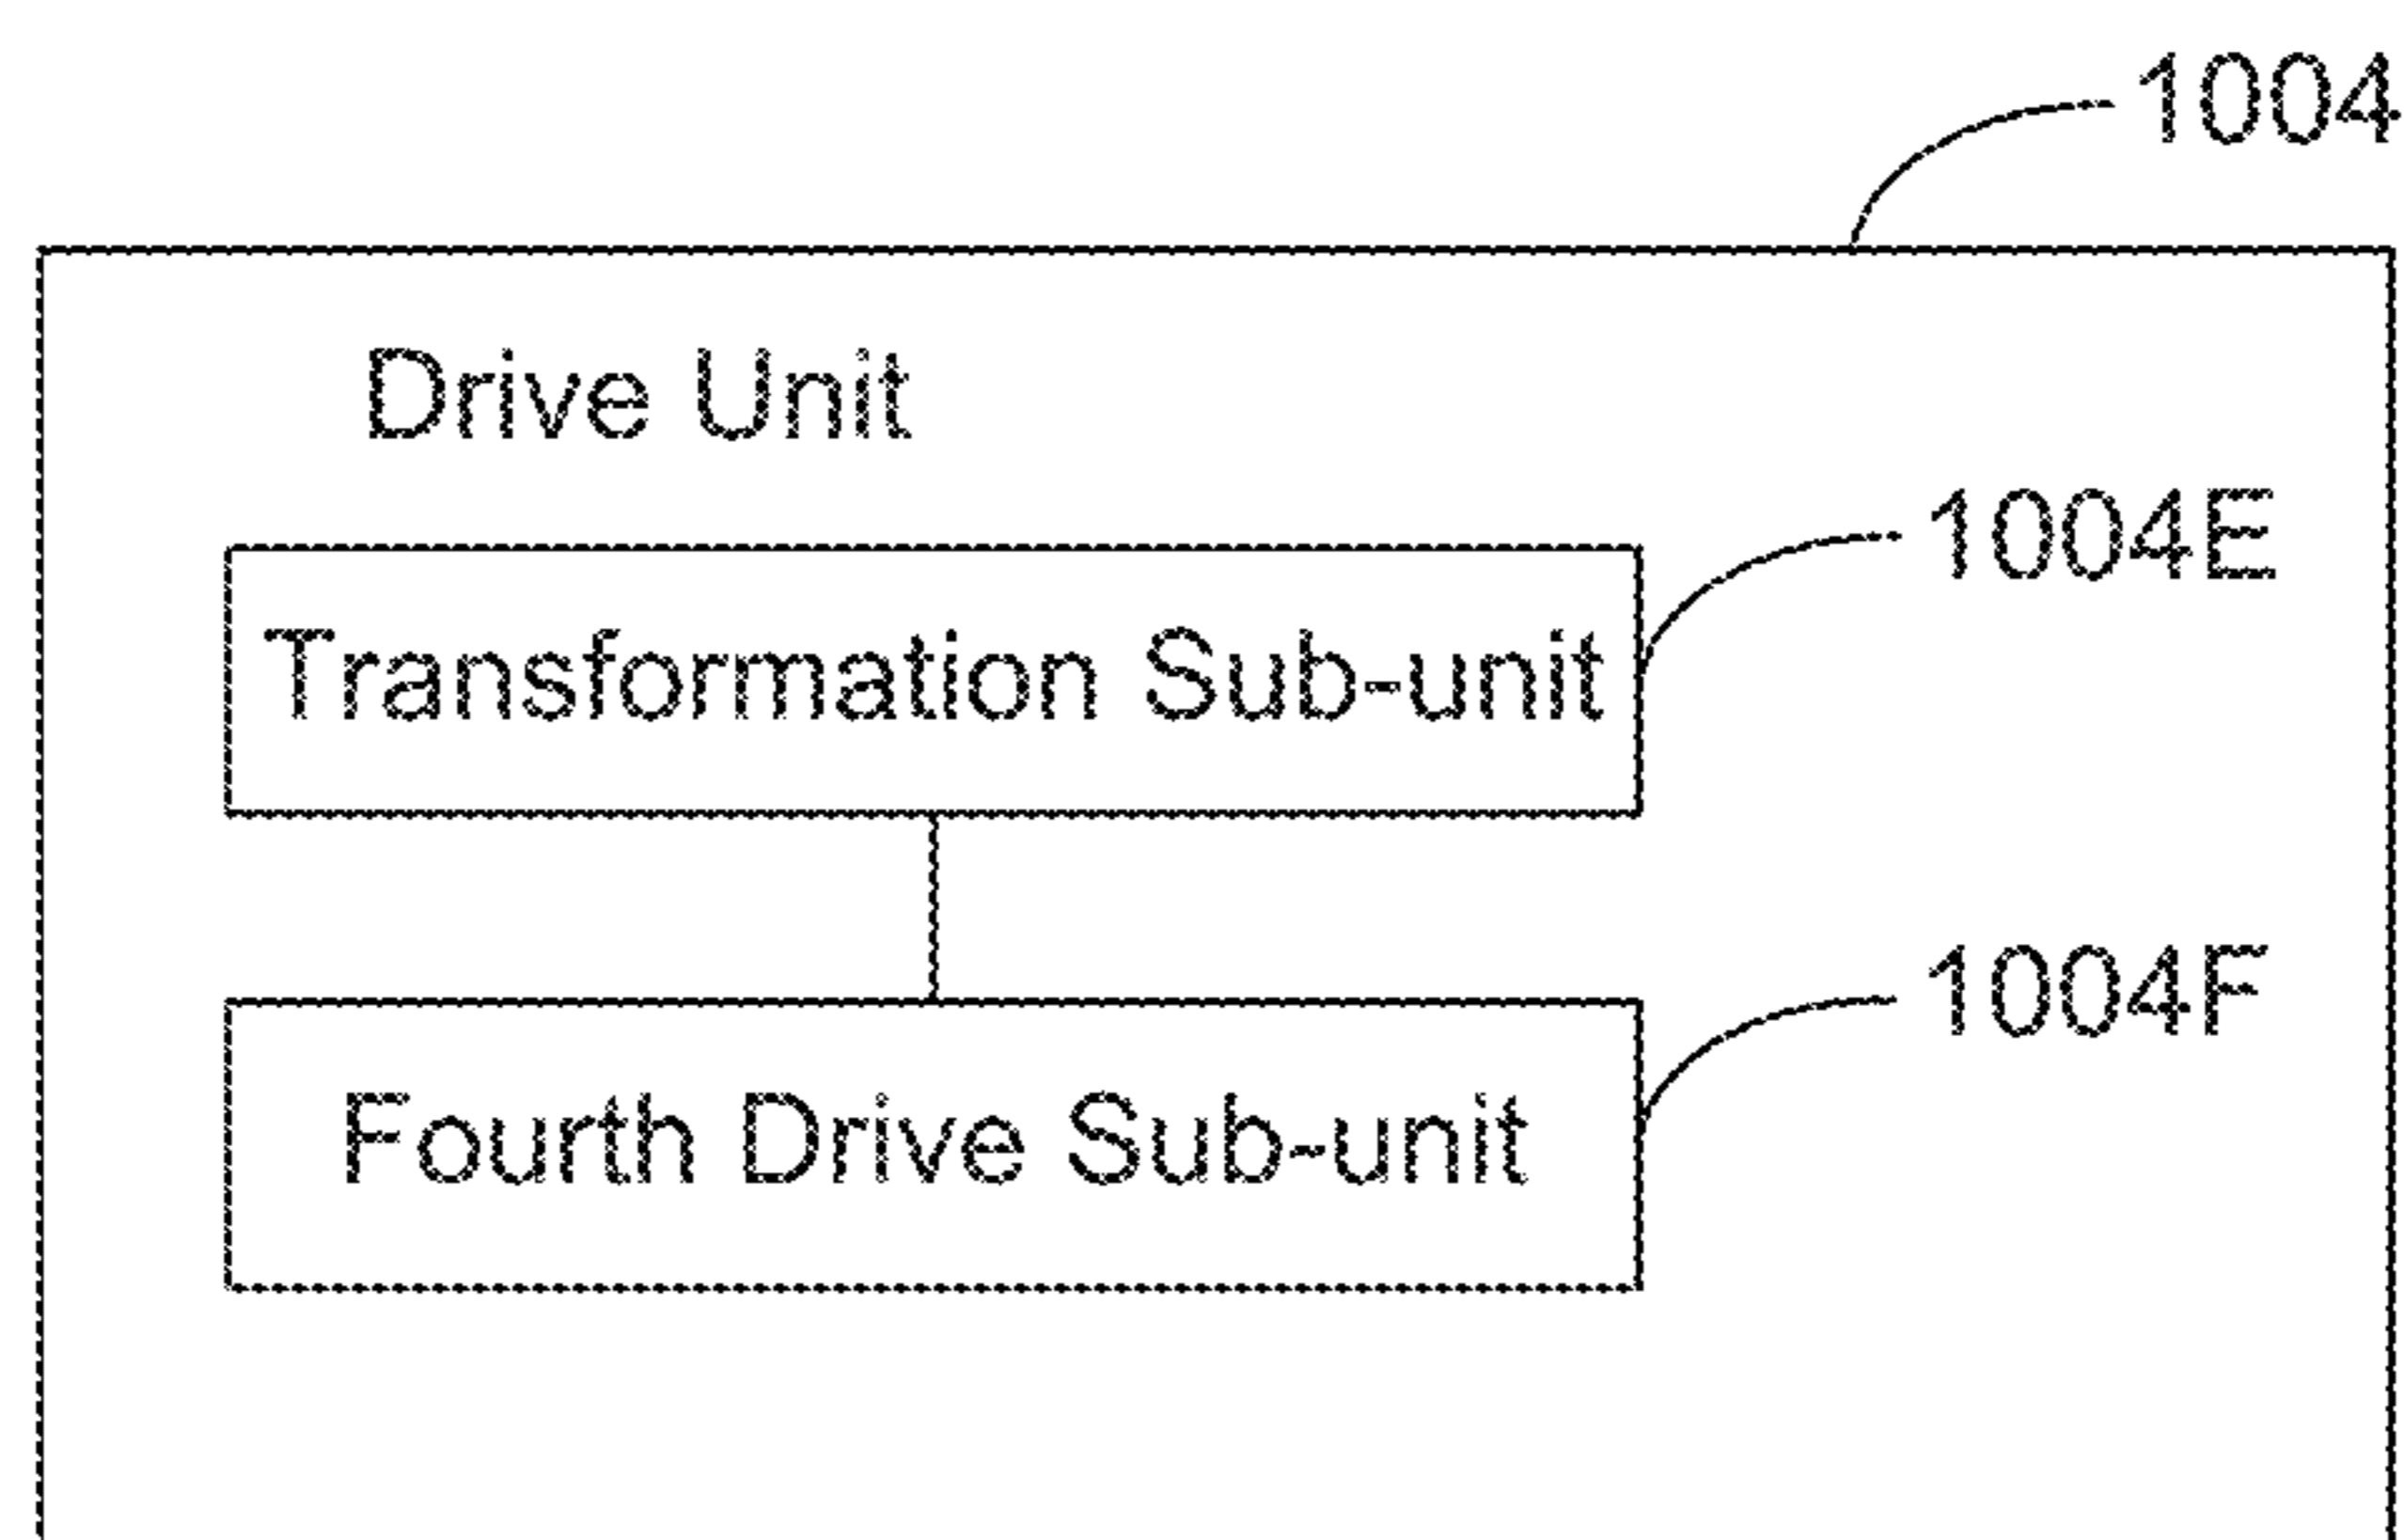 1004
Drive Unit
1004E
Transformation Sub-unit
1004F
Fourth Drive Sub-unit